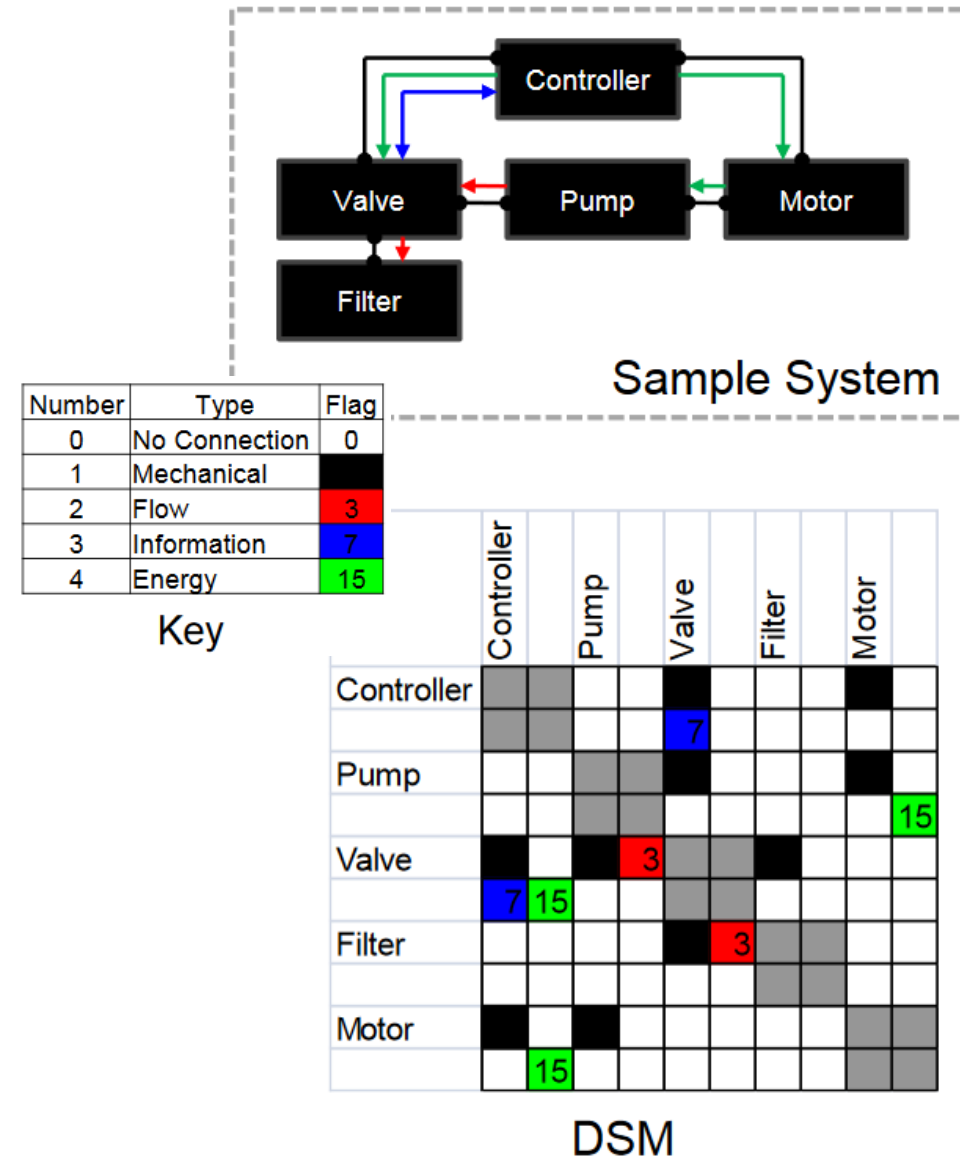 Controller
Valve
Pump
Motor
Filter
Sample System
Number Type Flag
0 No Connection 0
1 Mechanical
2 Flow 3
3 Information 7
4 Energy 15
Key
Controller Pump Valve Filter Motor
Controller
7
Pump
15
Valve 3
7 15
Filter 3
Motor
15
DSM